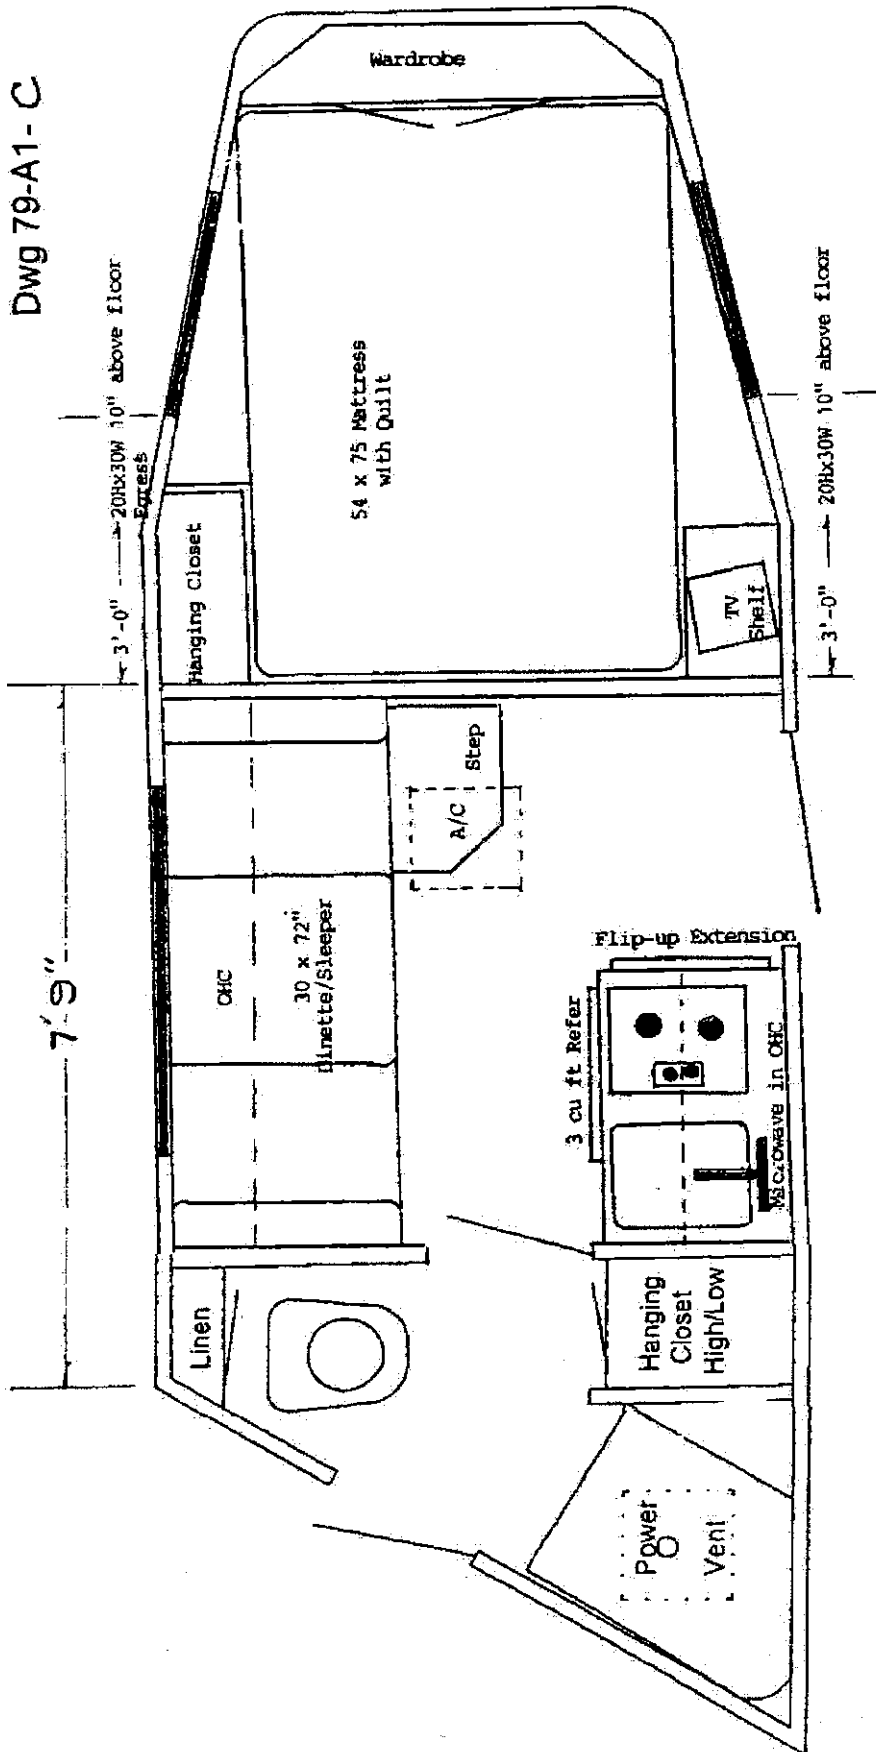 Dwg 79-A1- C
Wardrobe
3'-0"
20Hx30W 10" above floor
Egress
54 x 75 Mattress
with Quilt
Hanging Closet
TV
Shelf
3'-0"
20Hx30W 10" above floor
7'9"
Step
A/C
OHC
30 x 72"
Dinette/Sleeper
Flip-up Extension
3 cu ft Refer
Microwave in OHC
Linen
Hanging
Closet
High/Low
Power
Vent